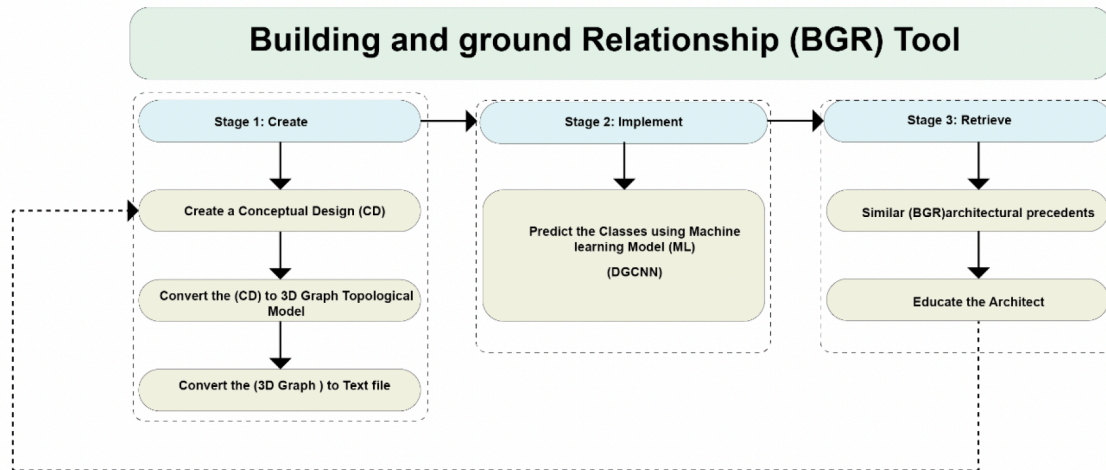 Building and ground Relationship (BGR) Tool
Stage 1: Create
Create a Conceptual Design (CD)
Convert the (CD) to 3D Graph Topological
Model
Convert the (3D Graph ) to Text file
Stage 2: Implement
Predict the Classes using Machine
learning Model (ML)
(DGCNN)
Stage 3: Retrieve
Similar (BGR)architectural precedents
Educate the Architect